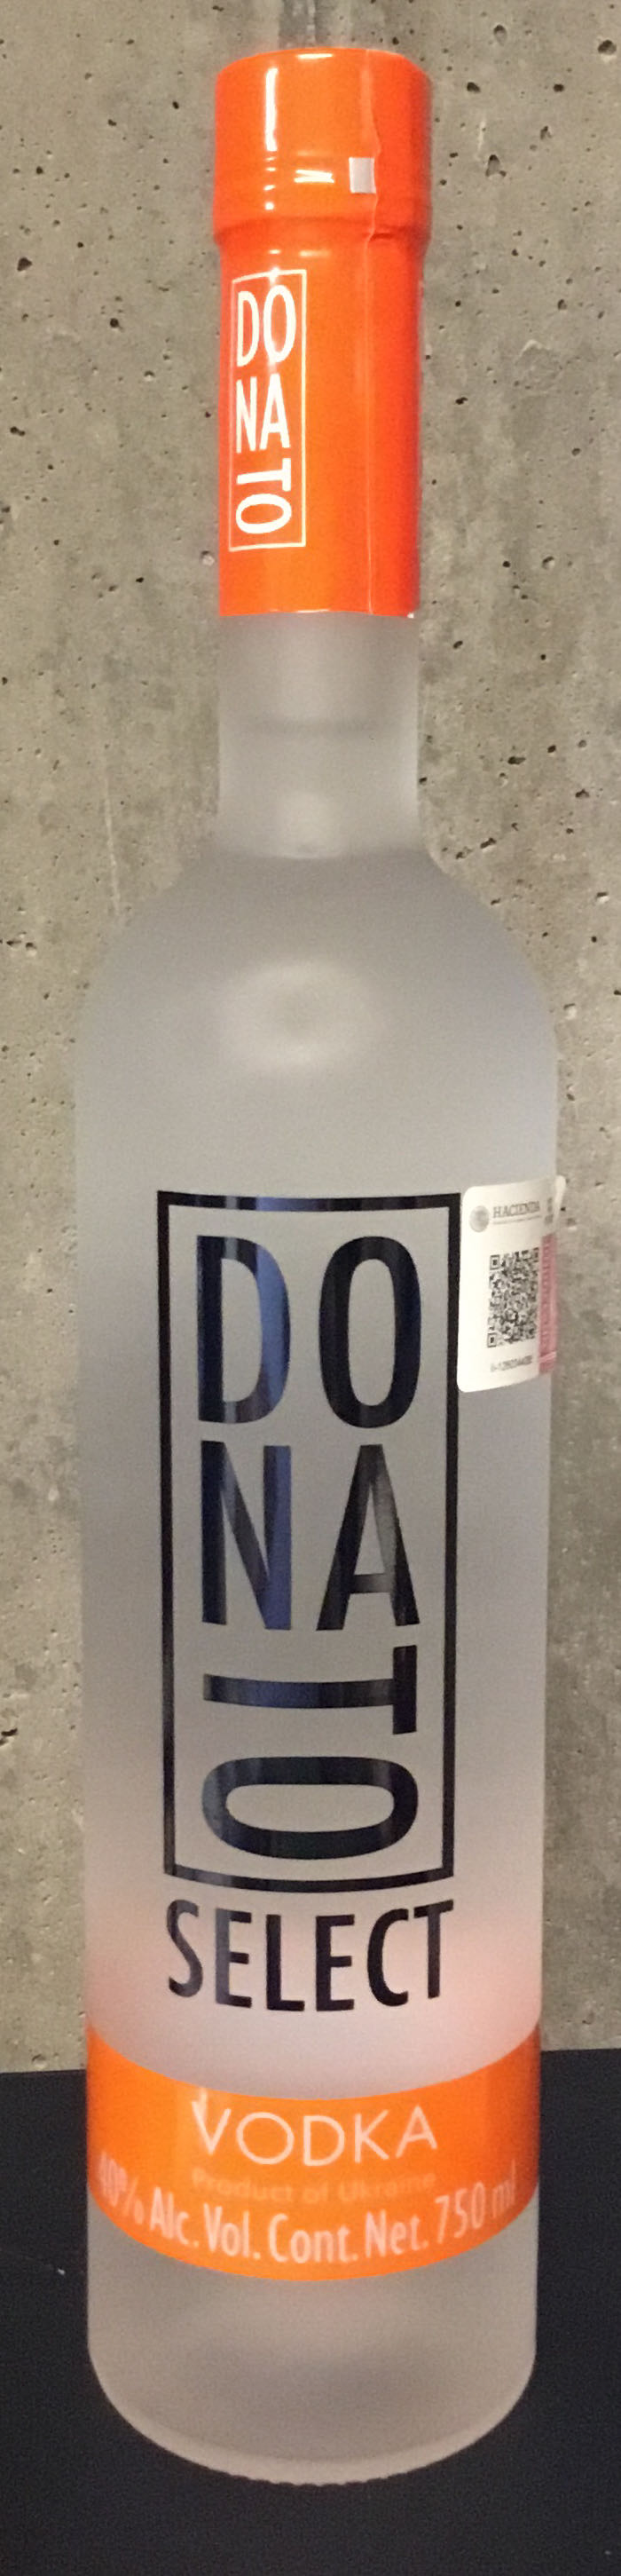 DO
NA
TO
DO
NA
TO
HACIENDA
SELECT
VODKA
Product of Ukraine
40% Alc. Vol. Cont. Net. 750 ml